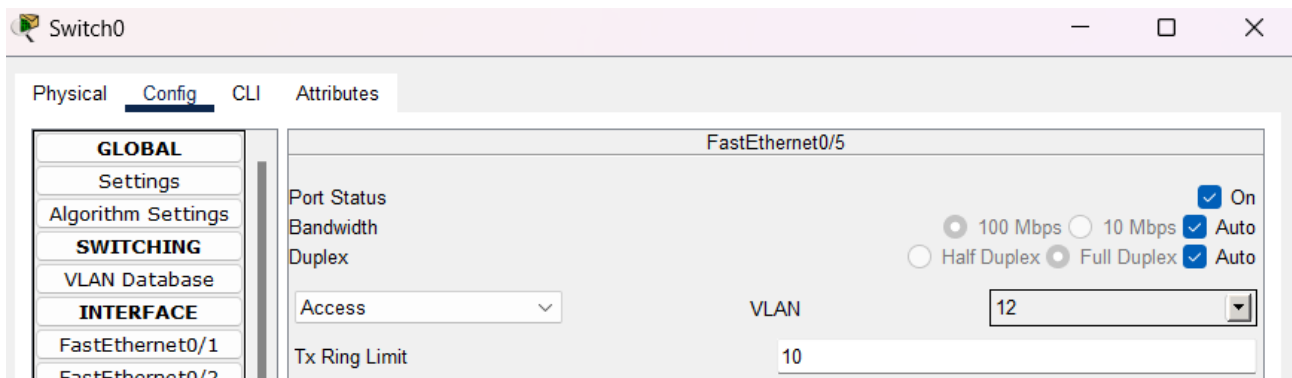 Switch0
Physical Config CLI Attributes
GLOBAL
Settings
Algorithm Settings
SWITCHING
VLAN Database
INTERFACE
FastEthernet0/1
FastEthernet0/2
FastEthernet0/5
Port Status On
Bandwidth 100 Mbps 10 Mbps Auto
Duplex Half Duplex Full Duplex Auto
Access VLAN 12
Tx Ring Limit 10